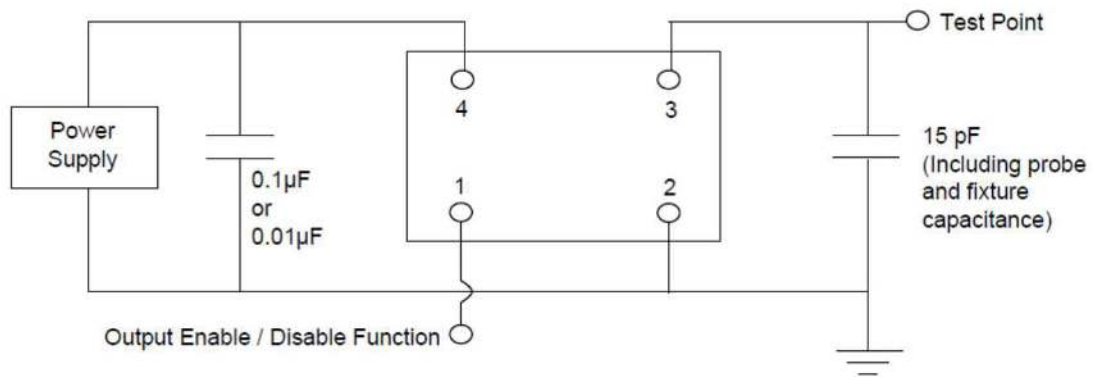 Test Point
4
3
Power
Supply
15 pF
(Including probe
and fixture
capacitance)
0.1µF
or
0.01µF
1
2
Output Enable / Disable Function